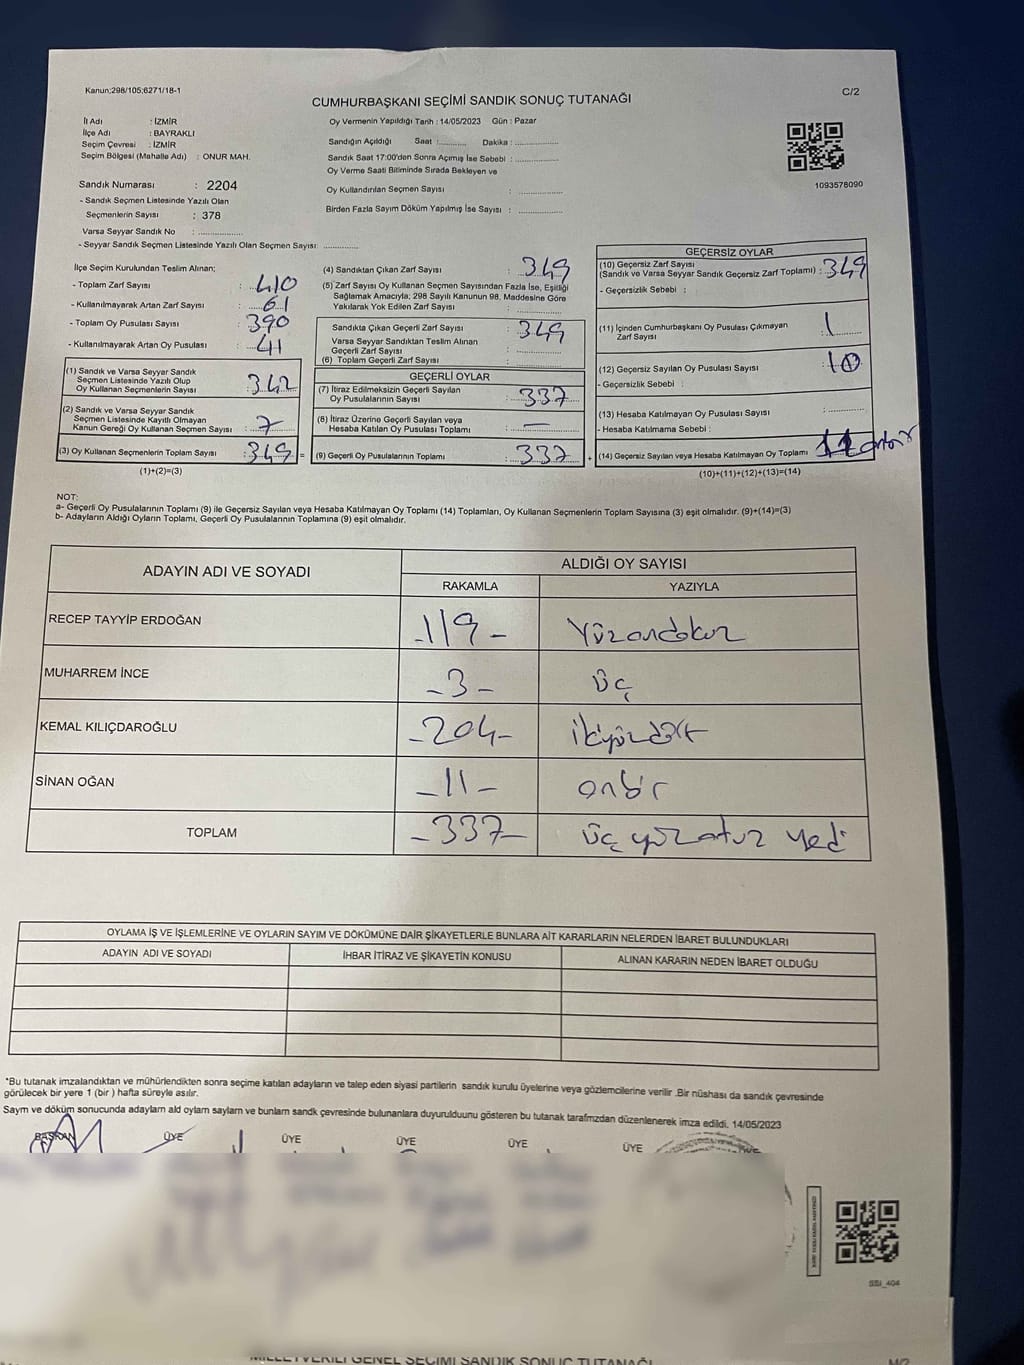 Kanun;298/105;6271/18-1
C/2
CUMHURBAŞKANI SEÇİMİ SANDIK SONUÇ TUTANAĞI
İl Adı : İZMİR
İlçe Adı : BAYRAKLI
Seçim Çevresi : İZMİR
Seçim Bölgesi (Mahalle Adı) : ONUR MAH.
Oy Vermenin Yapıldığı Tarih : 14/05/2023 Gün : Pazar
Sandığın Açıldığı Saat :.......... Dakika : ...............
Sandık Saat 17:00'den Sonra Açımış İse Sebebi : ...............
Oy Verme Saati Bitiminde Sırada Bekleyen ve
Oy Kullandırılan Seçmen Sayısı : ...............
Birden Fazla Sayım Döküm Yapılmış İse Sayısı : ...............
1093578090
Sandık Numarası : 2204
- Sandık Seçmen Listesinde Yazılı Olan
Seçmenlerin Sayısı : 378
Varsa Seyyar Sandık No : ...............
- Seyyar Sandık Seçmen Listesinde Yazılı Olan Seçmen Sayısı: ............
İlçe Seçim Kurulundan Teslim Alınan;
- Toplam Zarf Sayısı : 410
- Kullanılmayarak Artan Zarf Sayısı : 61
- Toplam Oy Pusulası Sayısı : 390
- Kullanılmayarak Artan Oy Pusulası : 41
(1) Sandık ve Varsa Seyyar Sandık
Seçmen Listesinde Yazılı Olup
Oy Kullanan Seçmenlerin Sayısı : 342
(2) Sandık ve Varsa Seyyar Sandık
Seçmen Listesinde Kayıtlı Olmayan
Kanun Gereği Oy Kullanan Seçmen Sayısı : 7
(3) Oy Kullanan Seçmenlerin Toplam Sayısı : 349 =
(1)+(2)=(3)
(4) Sandıktan Çıkan Zarf Sayısı : 349
(5) Zarf Sayısı Oy Kullanan Seçmen Sayısından Fazla İse, Eşitliği
Sağlamak Amacıyla; 298 Sayılı Kanunun 98. Maddesine Göre
Yakılarak Yok Edilen Zarf Sayısı : ...............
Sandıkta Çıkan Geçerli Zarf Sayısı : 349
Varsa Seyyar Sandıktan Teslim Alınan
Geçerli Zarf Sayısı : ...............
(6) Toplam Geçerli Zarf Sayısı : ...............
GEÇERLİ OYLAR
(7) İtiraz Edilmeksizin Geçerli Sayılan
Oy Pusulalarının Sayısı : 337
(8) İtiraz Üzerine Geçerli Sayılan veya
Hesaba Katılan Oy Pusulası Toplamı : —
(9) Geçerli Oy Pusulalarının Toplamı : 337 +
GEÇERSİZ OYLAR
(10) Geçersiz Zarf Sayısı
(Sandık ve Varsa Seyyar Sandık Geçersiz Zarf Toplamı) : 349
- Geçersizlik Sebebi :
(11) İçinden Cumhurbaşkanı Oy Pusulası Çıkmayan
Zarf Sayısı : 1
(12) Geçersiz Sayılan Oy Pusulası Sayısı : 10
- Geçersizlik Sebebi :
(13) Hesaba Katılmayan Oy Pusulası Sayısı : ............
- Hesaba Katılmama Sebebi :
(14) Geçersiz Sayılan veya Hesaba Katılmayan Oy Toplamı 11 onbir
(10)+(11)+(12)+(13)=(14)
NOT:
a- Geçerli Oy Pusulalarının Toplamı (9) ile Geçersiz Sayılan veya Hesaba Katılmayan Oy Toplamı (14) Toplamları, Oy Kullanan Seçmenlerin Toplam Sayısına (3) eşit olmalıdır. (9)+(14)=(3)
b- Adayların Aldığı Oyların Toplamı, Geçerli Oy Pusulalarının Toplamına (9) eşit olmalıdır.
ADAYIN ADI VE SOYADI ALDIĞI OY SAYISI
RAKAMLA YAZIYLA
RECEP TAYYİP ERDOĞAN -119- Yüzondokuz
MUHARREM İNCE -3- üç
KEMAL KILIÇDAROĞLU -204- ikiyüzdört
SİNAN OĞAN -11- onbir
TOPLAM -337- üç yüzotuz yedi
OYLAMA İŞ VE İŞLEMLERİNE VE OYLARIN SAYIM VE DÖKÜMÜNE DAİR ŞİKAYETLERLE BUNLARA AİT KARARLARIN NELERDEN İBARET BULUNDUKLARI
ADAYIN ADI VE SOYADI İHBAR İTİRAZ VE ŞİKAYETİN KONUSU ALINAN KARARIN NEDEN İBARET OLDUĞU
*Bu tutanak imzalandıktan ve mühürlendikten sonra seçime katılan adayların ve talep eden siyasi partilerin sandık kurulu üyelerine veya gözlemcilerine verilir .Bir nüshası da sandık çevresinde
görülecek bir yere 1 (bir ) hafta süreyle asılır.
Sayım ve döküm sonucunda adayların aldı oyların sayları ve bunların sandk çevresinde bulunanlara duyurulduunu gösteren bu tutanak tarafmzdan düzenlenerek imza edildi. 14/05/2023
BAŞKAN ÜYE ÜYE ÜYE ÜYE ÜYE
SSI_404
MİLLETVEKİLİ GENEL SEÇİMİ SANDIK SONUÇ TUTANAĞI
M/2